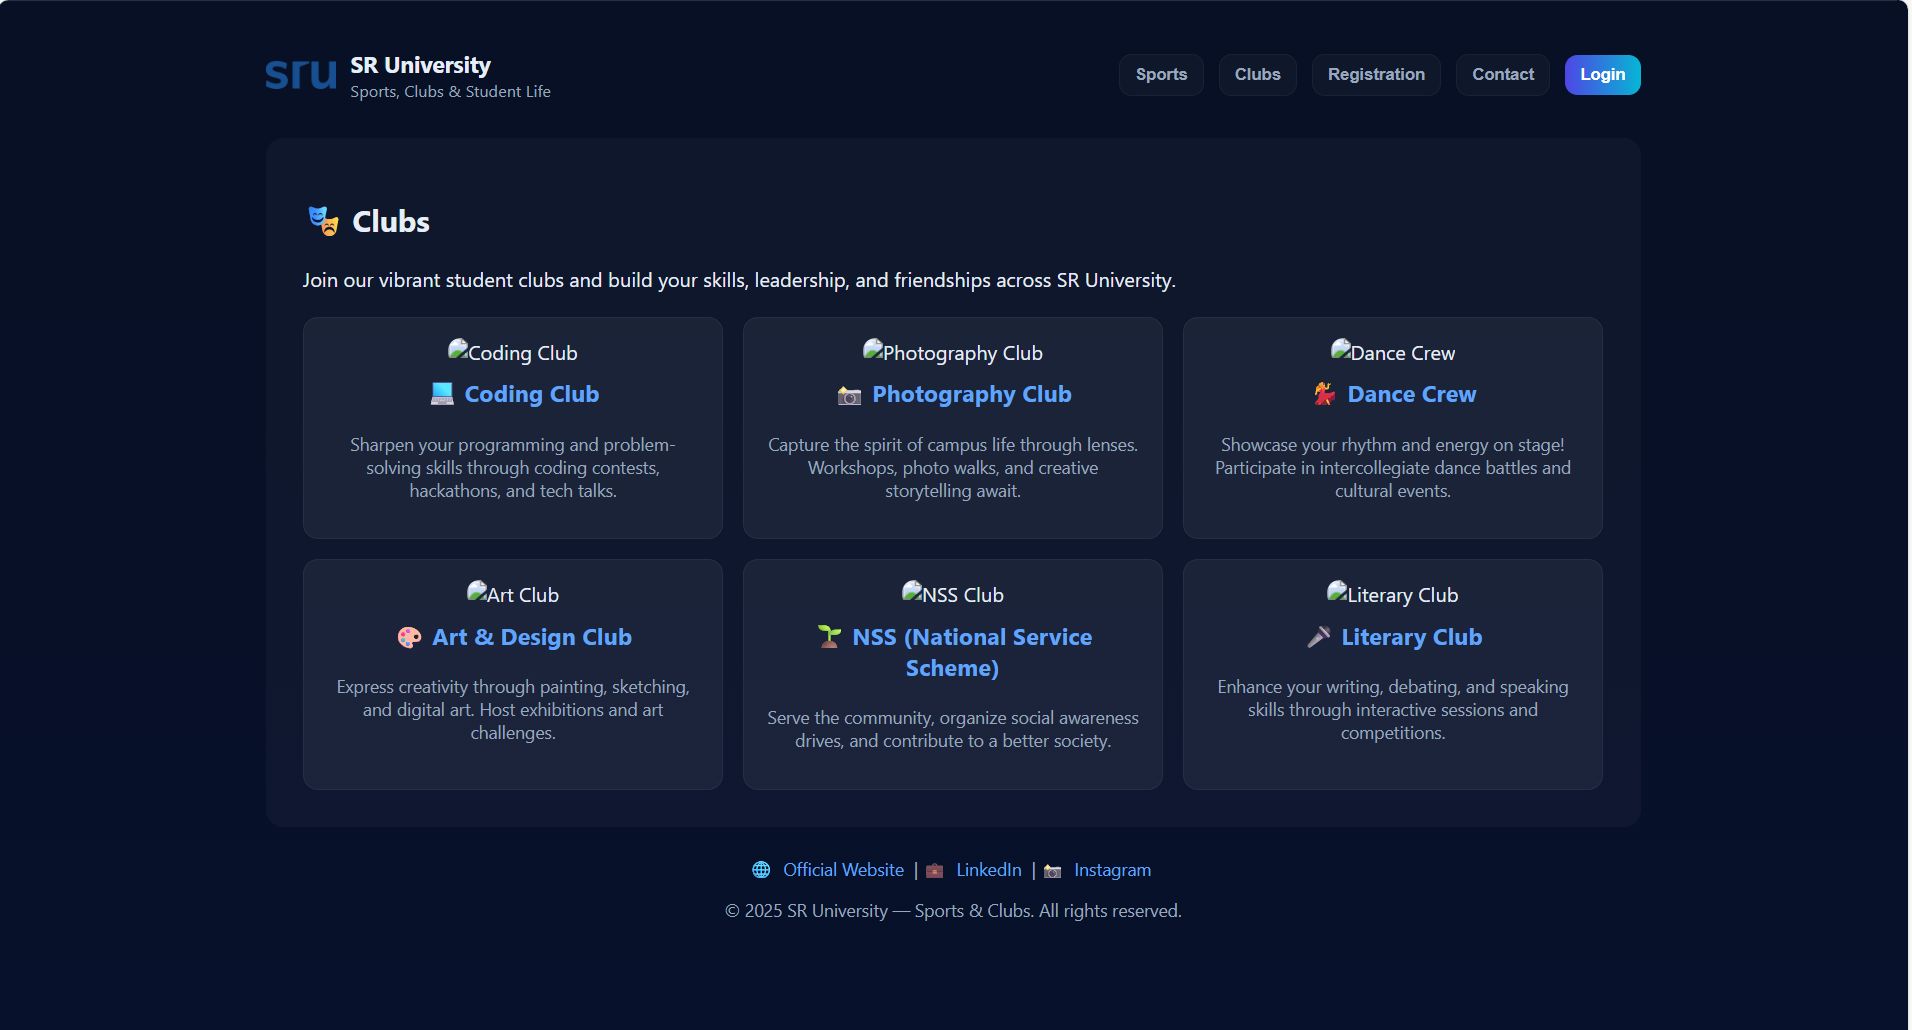 sru
SR University
Sports, Clubs & Student Life
Sports
Clubs
Registration
Contact
Login
Clubs
Join our vibrant student clubs and build your skills, leadership, and friendships across SR University.
Coding Club
Coding Club
Sharpen your programming and problem-
solving skills through coding contests,
hackathons, and tech talks.
Photography Club
Photography Club
Capture the spirit of campus life through lenses.
Workshops, photo walks, and creative
storytelling await.
Dance Crew
Dance Crew
Showcase your rhythm and energy on stage!
Participate in intercollegiate dance battles and
cultural events.
Art Club
Art & Design Club
Express creativity through painting, sketching,
and digital art. Host exhibitions and art
challenges.
NSS Club
NSS (National Service
Scheme)
Serve the community, organize social awareness
drives, and contribute to a better society.
Literary Club
Literary Club
Enhance your writing, debating, and speaking
skills through interactive sessions and
competitions.
Official Website | LinkedIn | Instagram
© 2025 SR University — Sports & Clubs. All rights reserved.